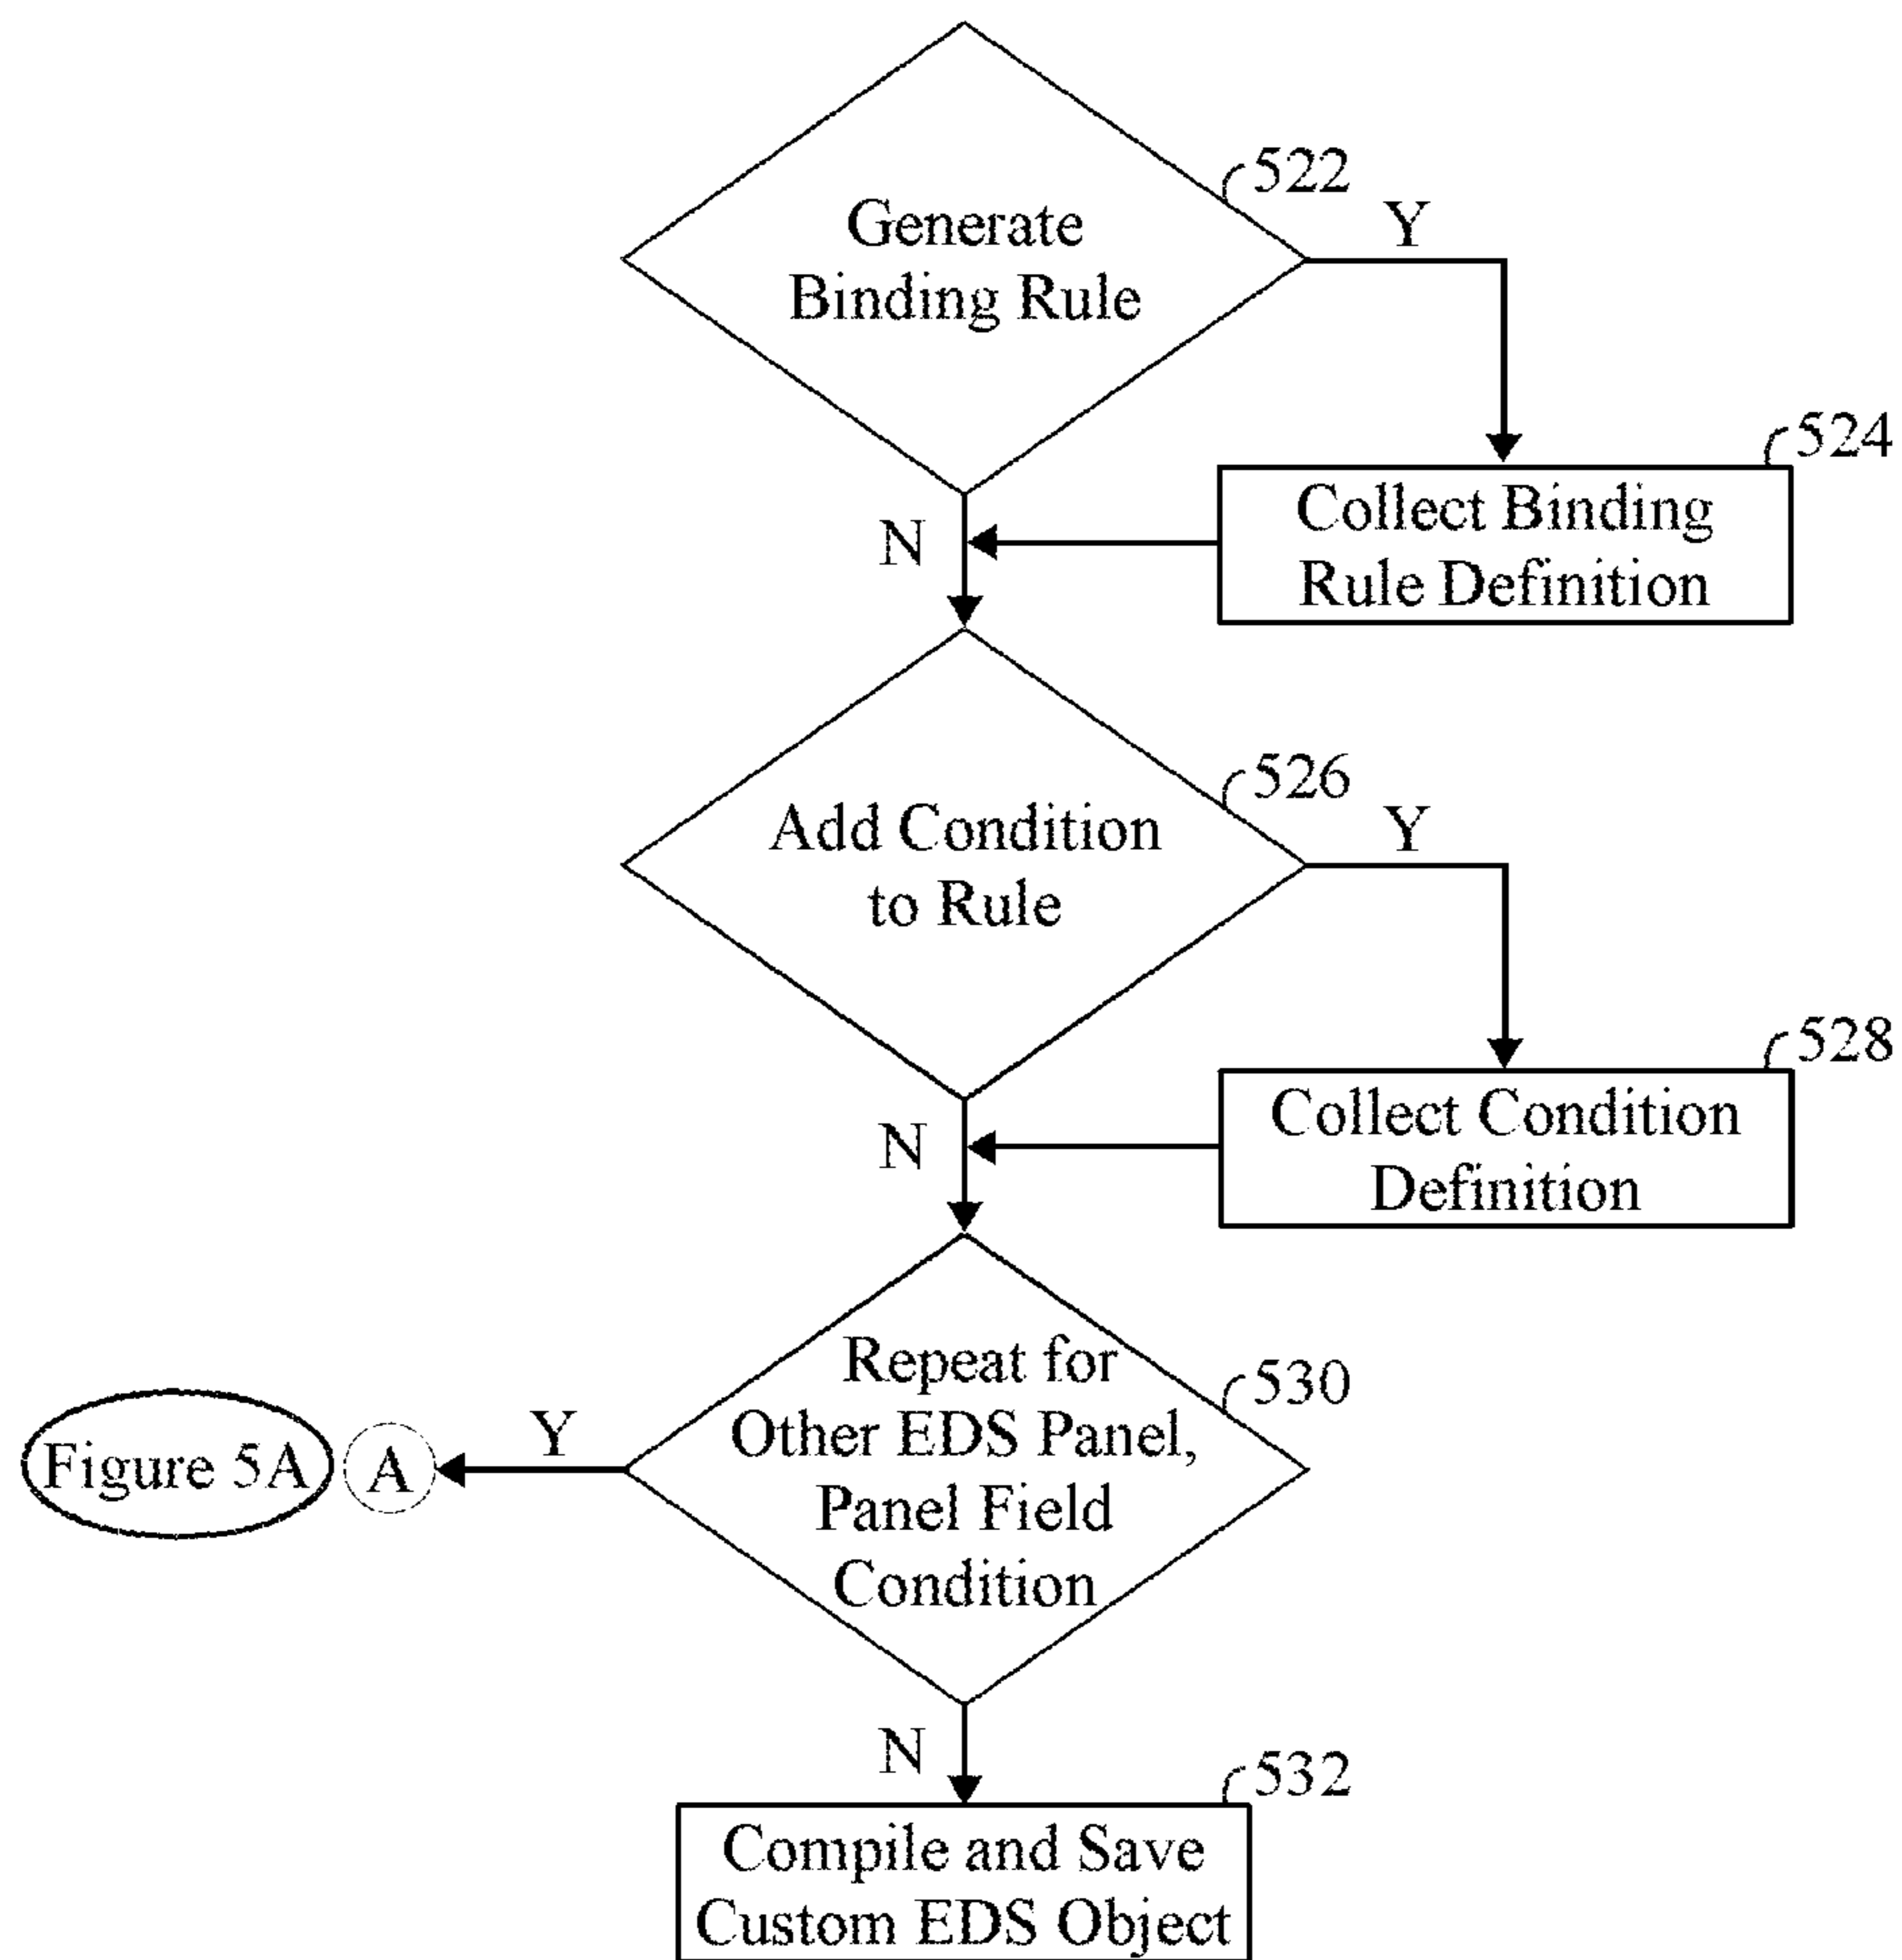 522
Generate
Binding Rule
Y
524
Collect Binding
Rule Definition
N
526
Add Condition
to Rule
Y
528
Collect Condition
Definition
N
530
Repeat for
Other EDS Panel,
Panel Field
Condition
Y
Figure 5A
A
N
532
Compile and Save
Custom EDS Object